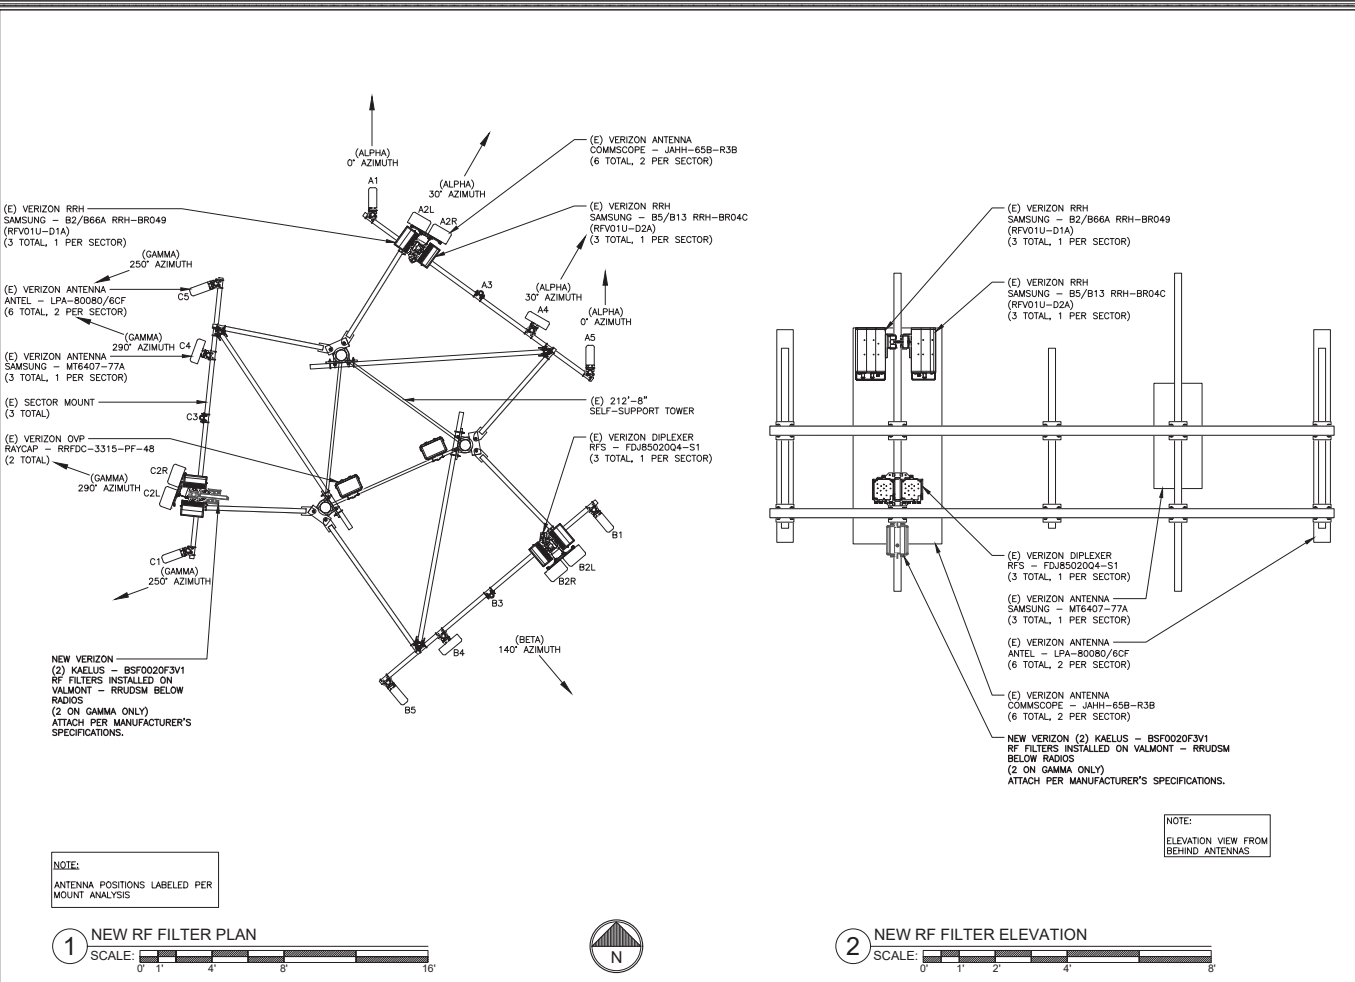 (ALPHA)
0° AZIMUTH
A1
(ALPHA)
30° AZIMUTH
A2L
A2R
(E) VERIZON ANTENNA
COMMSCOPE - JAHH-65B-R3B
(6 TOTAL, 2 PER SECTOR)
(E) VERIZON RRH
SAMSUNG - B2/B66A RRH-BR049
(RFV01U-D1A)
(3 TOTAL, 1 PER SECTOR)
(E) VERIZON RRH
SAMSUNG - B5/B13 RRH-BR04C
(RFV01U-D2A)
(3 TOTAL, 1 PER SECTOR)
(GAMMA)
250° AZIMUTH
C5
(E) VERIZON ANTENNA
ANTEL - LPA-80080/6CF
(6 TOTAL, 2 PER SECTOR)
A3
(ALPHA)
30° AZIMUTH
A4
(ALPHA)
0° AZIMUTH
A5
(GAMMA)
290° AZIMUTH
C4
(E) VERIZON ANTENNA
SAMSUNG - MT6407-77A
(3 TOTAL, 1 PER SECTOR)
(E) SECTOR MOUNT
(3 TOTAL)
C3
(E) 212'-8"
SELF-SUPPORT TOWER
(E) VERIZON OVP
RAYCAP - RRFDC-3315-PF-48
(2 TOTAL)
(E) VERIZON DIPLEXER
RFS - FDJ85020Q4-S1
(3 TOTAL, 1 PER SECTOR)
(GAMMA)
290° AZIMUTH
C2R
C2L
C1
(GAMMA)
250° AZIMUTH
B1
B2L
B2R
B3
B4
B5
(BETA)
140° AZIMUTH
NEW VERIZON
(2) KAELUS - BSF0020F3V1
RF FILTERS INSTALLED ON
VALMONT - RRUDSM BELOW
RADIOS
(2 ON GAMMA ONLY)
ATTACH PER MANUFACTURER'S
SPECIFICATIONS.
NOTE:
ANTENNA POSITIONS LABELED PER
MOUNT ANALYSIS
1
NEW RF FILTER PLAN
SCALE:
0' 1' 4' 8' 16'
N
(E) VERIZON RRH
SAMSUNG - B2/B66A RRH-BR049
(RFV01U-D1A)
(3 TOTAL, 1 PER SECTOR)
(E) VERIZON RRH
SAMSUNG - B5/B13 RRH-BR04C
(RFV01U-D2A)
(3 TOTAL, 1 PER SECTOR)
(E) VERIZON DIPLEXER
RFS - FDJ85020Q4-S1
(3 TOTAL, 1 PER SECTOR)
(E) VERIZON ANTENNA
SAMSUNG - MT6407-77A
(3 TOTAL, 1 PER SECTOR)
(E) VERIZON ANTENNA
ANTEL - LPA-80080/6CF
(6 TOTAL, 2 PER SECTOR)
(E) VERIZON ANTENNA
COMMSCOPE - JAHH-65B-R3B
(6 TOTAL, 2 PER SECTOR)
NEW VERIZON (2) KAELUS - BSF0020F3V1
RF FILTERS INSTALLED ON VALMONT - RRUDSM
BELOW RADIOS
(2 ON GAMMA ONLY)
ATTACH PER MANUFACTURER'S SPECIFICATIONS.
NOTE:
ELEVATION VIEW FROM
BEHIND ANTENNAS
2
NEW RF FILTER ELEVATION
SCALE:
0' 1' 2' 4' 8'